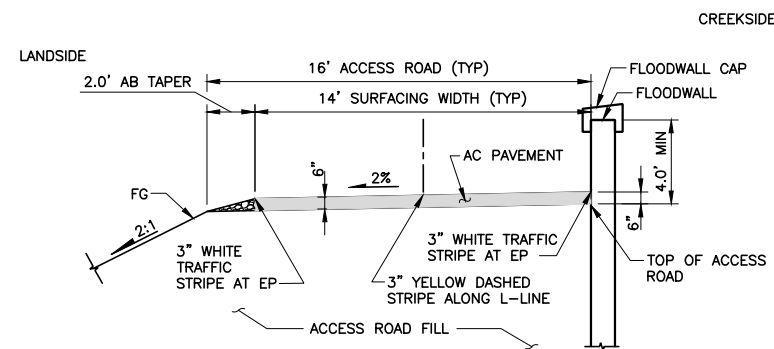 CREEKSIDE
LANDSIDE
16' ACCESS ROAD (TYP)
2.0' AB TAPER
14' SURFACING WIDTH (TYP)
FLOODWALL CAP
FLOODWALL
4.0' MIN
AC PAVEMENT
6"
2%
FG
2:1
6"
3" WHITE
TRAFFIC
STRIPE AT EP
3" YELLOW DASHED
STRIPE ALONG L-LINE
3" WHITE TRAFFIC
STRIPE AT EP
TOP OF ACCESS
ROAD
ACCESS ROAD FILL